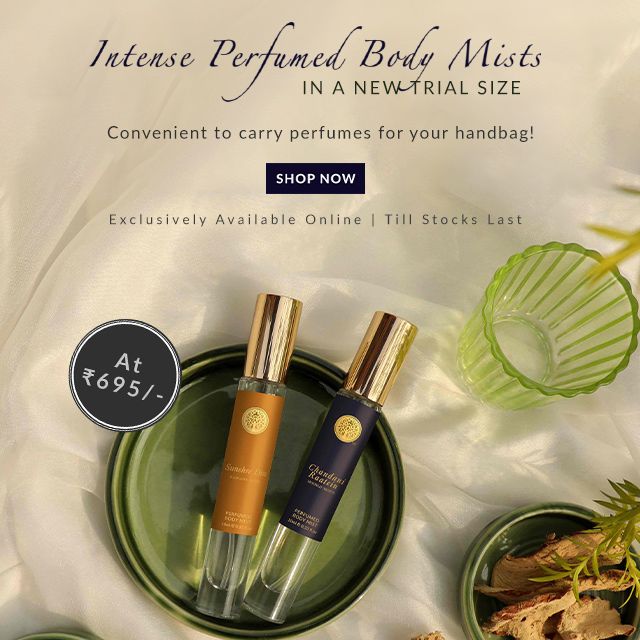 Intense Perfumed Body Mists
IN A NEW TRIAL SIZE
Convenient to carry perfumes for your handbag!
SHOP NOW
Exclusively Available Online | Till Stocks Last
At
₹695/-
Sunehre
PERFUMED
BODY MIST
Chandani
Raatein
PERFUMED
BODY MIST